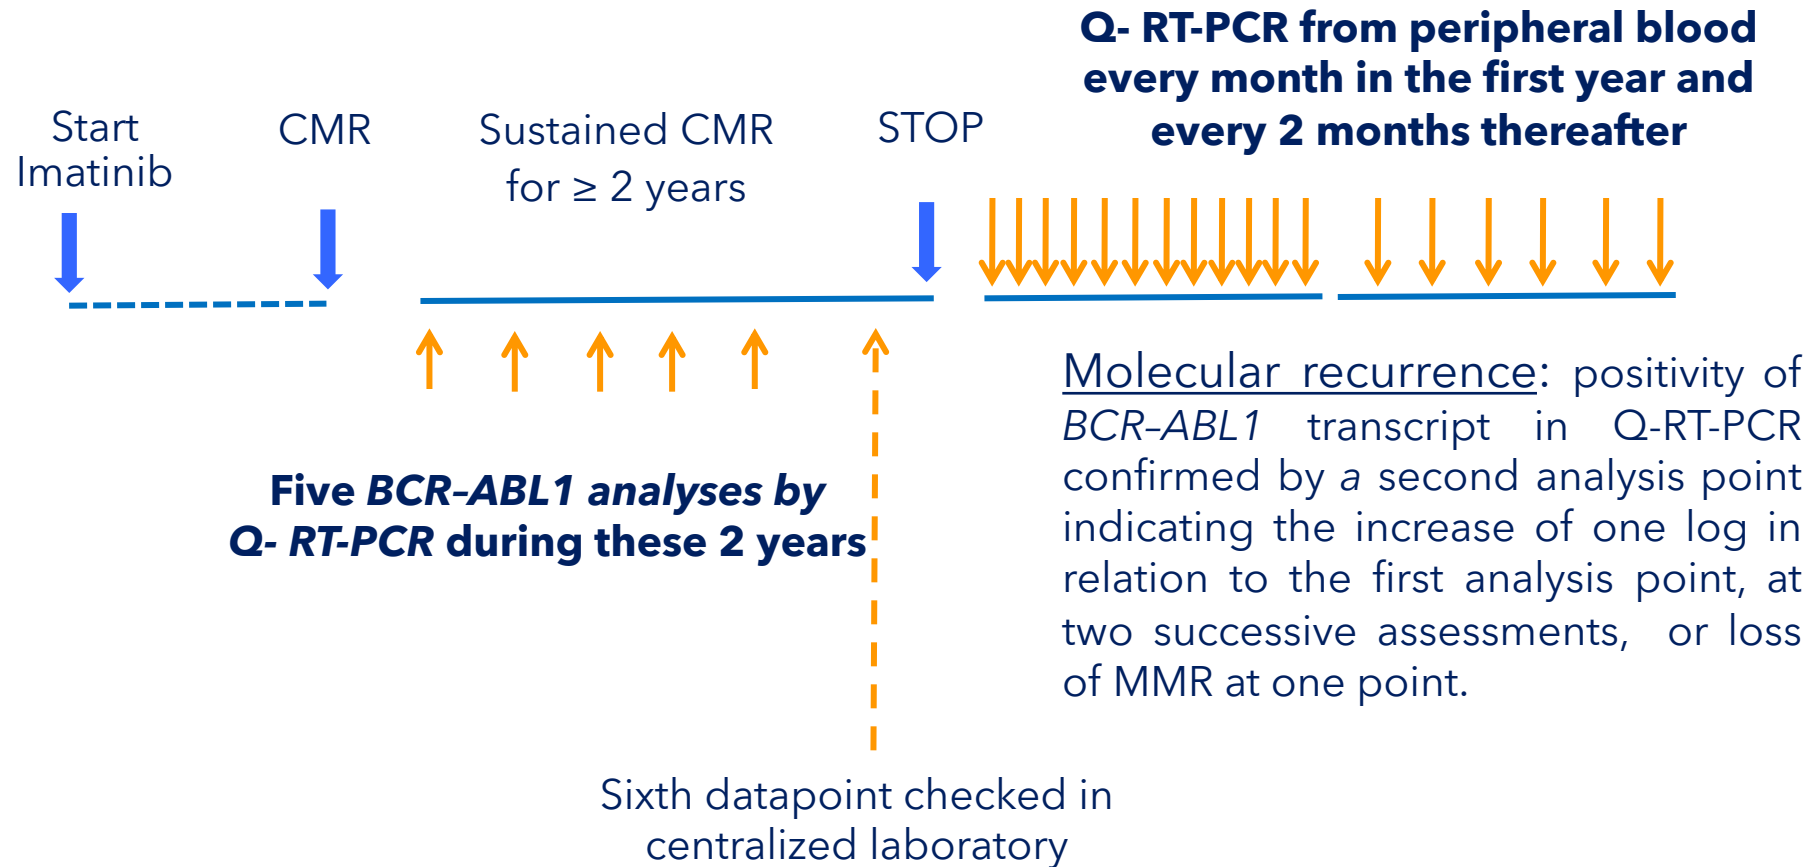 Q- RT-PCR from peripheral blood
every month in the first year and
every 2 months thereafter
Start
Imatinib
CMR
Sustained CMR
for ≥ 2 years
STOP
Five BCR–ABL1 analyses by
Q- RT-PCR during these 2 years
Molecular recurrence: positivity of
BCR–ABL1 transcript in Q-RT-PCR
confirmed by a second analysis point
indicating the increase of one log in
relation to the first analysis point, at
two successive assessments, or loss
of MMR at one point.
Sixth datapoint checked in
centralized laboratory